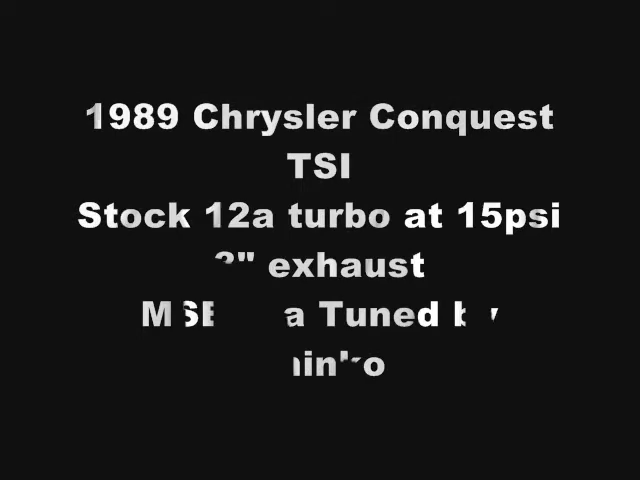 1989 Chrysler Conquest
TSI
Stock 12a turbo at 15psi
exhaust
Tuned